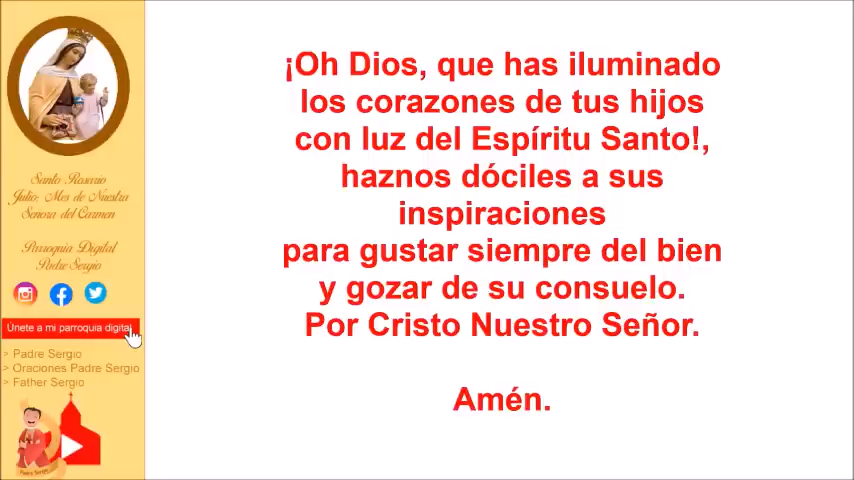 Santo Rosario
Julio: Mes de Nuestra
Señora del Carmen
Parroquia Digital
Padre Sergio
Únete a mi parroquia digital
> Padre Sergio
> Oraciones Padre Sergio
> Father Sergio
Padre Sergio
¡Oh Dios, que has iluminado
los corazones de tus hijos
con luz del Espíritu Santo!,
haznos dóciles a sus
inspiraciones
para gustar siempre del bien
y gozar de su consuelo.
Por Cristo Nuestro Señor.
Amén.